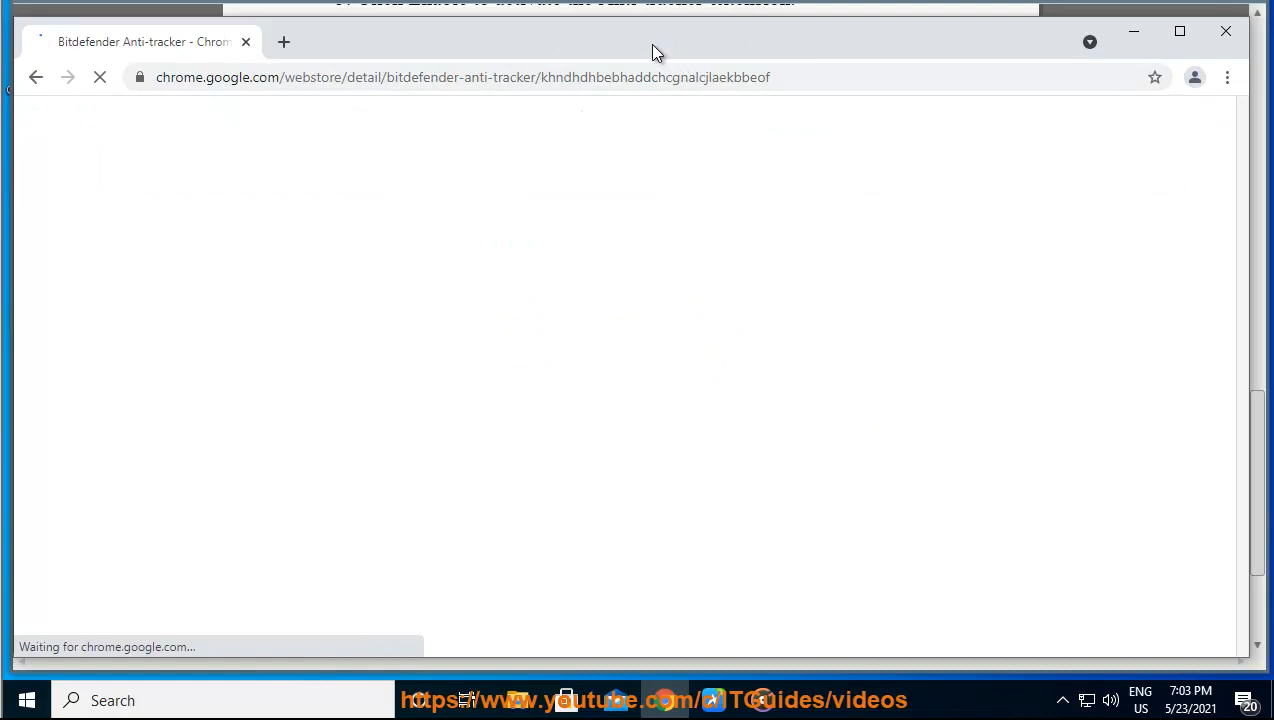 Bitdefender Anti-tracker - Chrom
chrome.google.com/webstore/detail/bitdefender-anti-tracker/khndhdhbebhaddchcgnalcjlaekbbeof
Waiting for chrome.google.com...
Search
https://www.youtube.com/c/ITGuides/videos
ENG
US
7:03 PM
5/23/2021
20